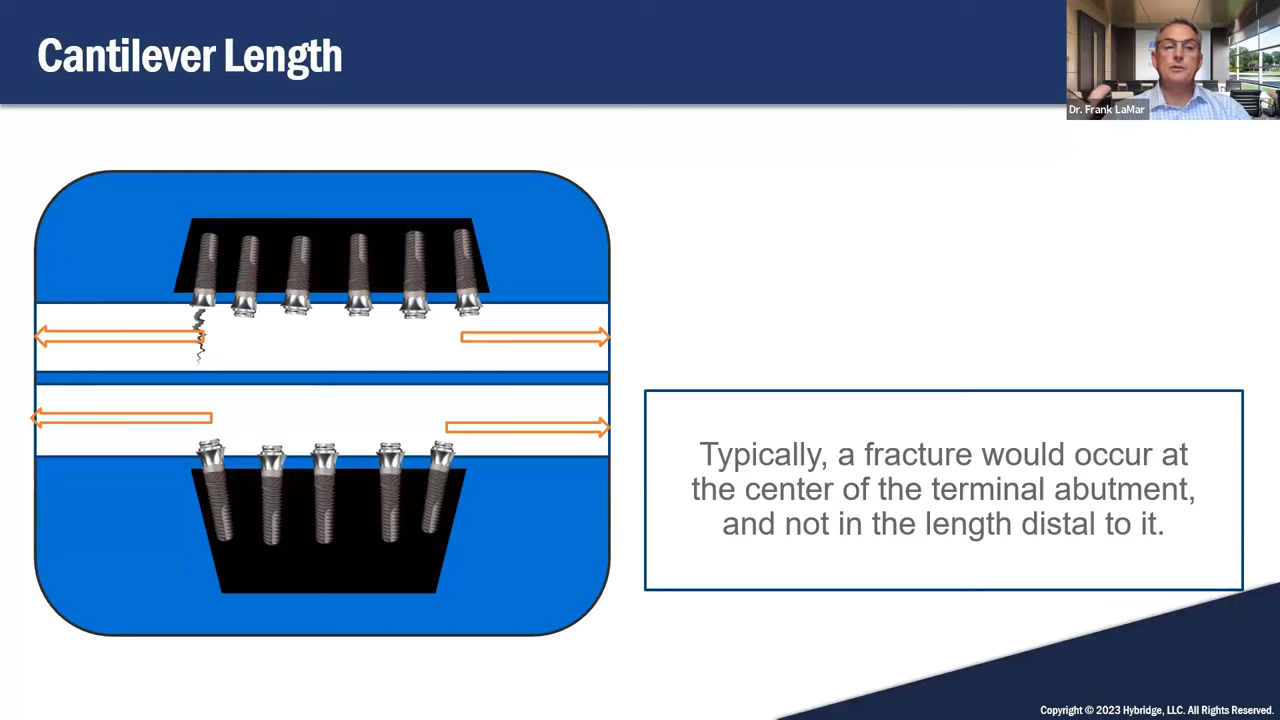 Cantilever Length
Dr. Frank LaMar
Typically, a fracture would occur at
the center of the terminal abutment,
and not in the length distal to it.
Copyright © 2023 Hybridge, LLC. All Rights Reserved.